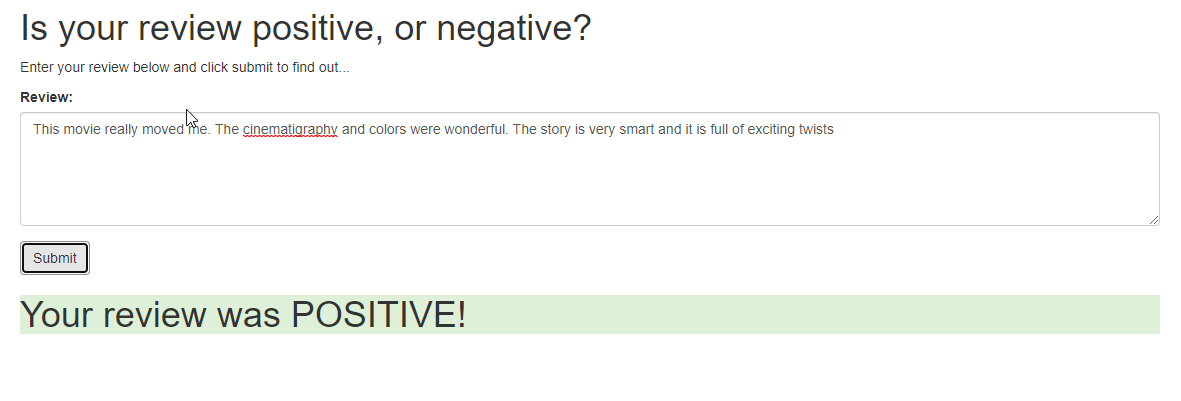 Is your review positive, or negative?
Enter your review below and click submit to find out...
Review:
This movie really moved me. The cinematigraphy and colors were wonderful. The story is very smart and it is full of exciting twists
Submit
Your review was POSITIVE!